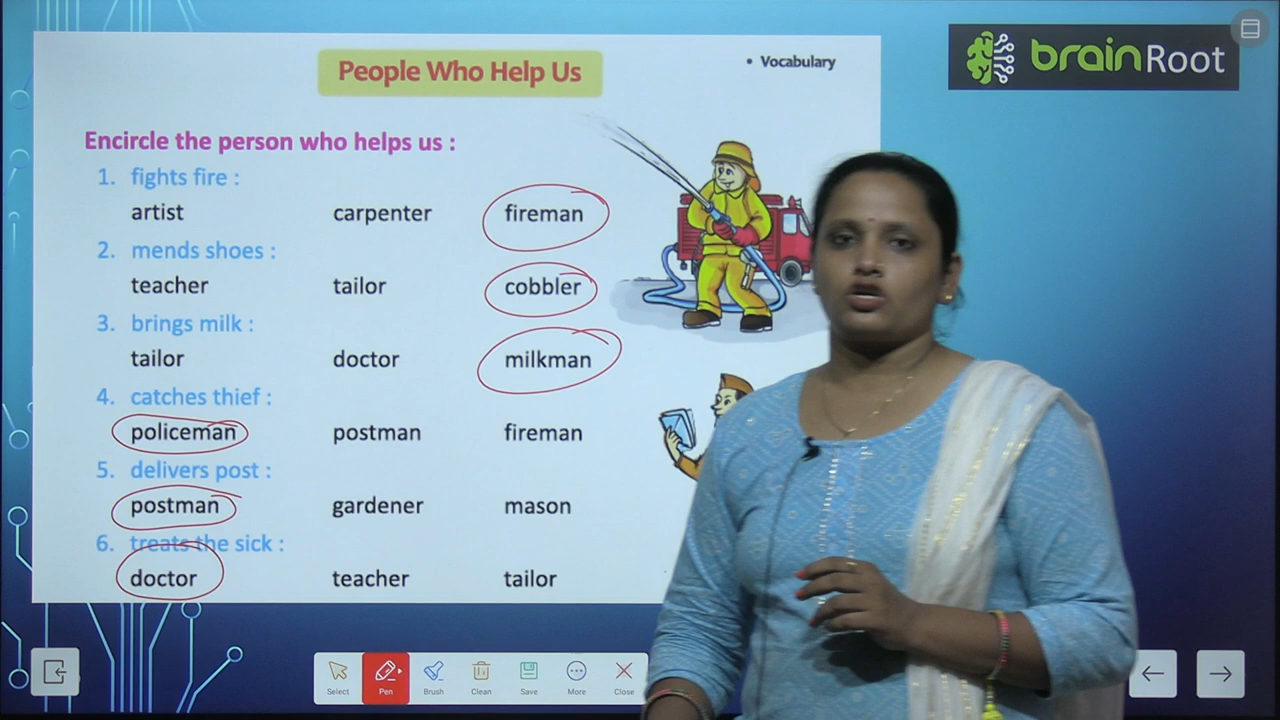 People Who Help Us
• Vocabulary
brainRoot
Encircle the person who helps us :
1. fights fire :
artist carpenter fireman
2. mends shoes :
teacher tailor cobbler
3. brings milk :
tailor doctor milkman
4. catches thief :
policeman postman fireman
5. delivers post :
postman gardener mason
6. treats the sick :
doctor teacher tailor
Select Pen Brush Clean Save More Close